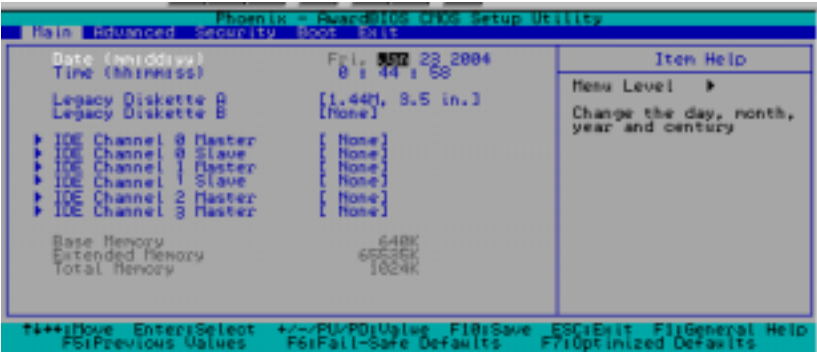 Phoenix - AwardBIOS CMOS Setup Utility
Main Advanced Security Boot Exit
Date (mm:dd:yy) Fri, Jan 23 2004
Time (hh:mm:ss) 0 : 44 : 58
Legacy Diskette A [1.44M, 3.5 in.]
Legacy Diskette B [None]
IDE Channel 0 Master [ None]
IDE Channel 0 Slave [ None]
IDE Channel 1 Master [ None]
IDE Channel 1 Slave [ None]
IDE Channel 2 Master [ None]
IDE Channel 3 Master [ None]
Base Memory 640K
Extended Memory 65535K
Total Memory 1024K
Item Help
Menu Level
Change the day, month,
year and century
:Move Enter:Select +/-/PU/PD:Value F10:Save ESC:Exit F1:General Help
F5:Previous Values F6:Fail-Safe Defaults F7:Optimized Defaults